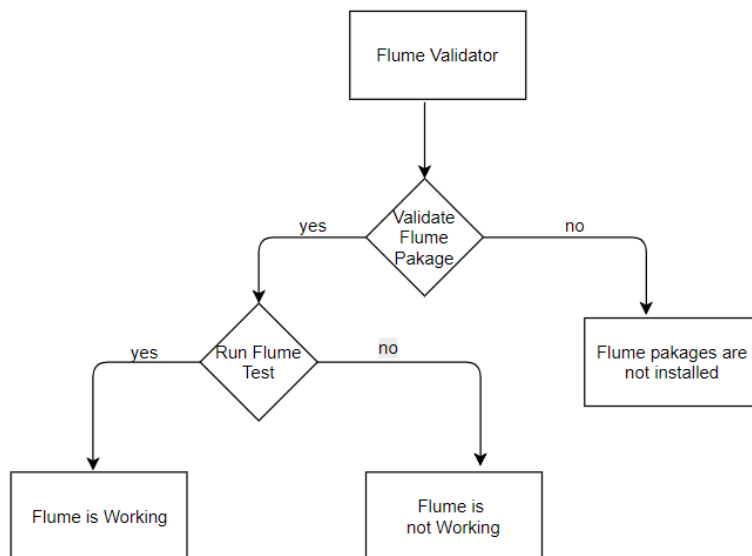 Flume Validator
Validate
Flume
Pakage
yes
no
Run Flume
Test
yes
no
Flume pakages are
not installed
Flume is Working
Flume is
not Working